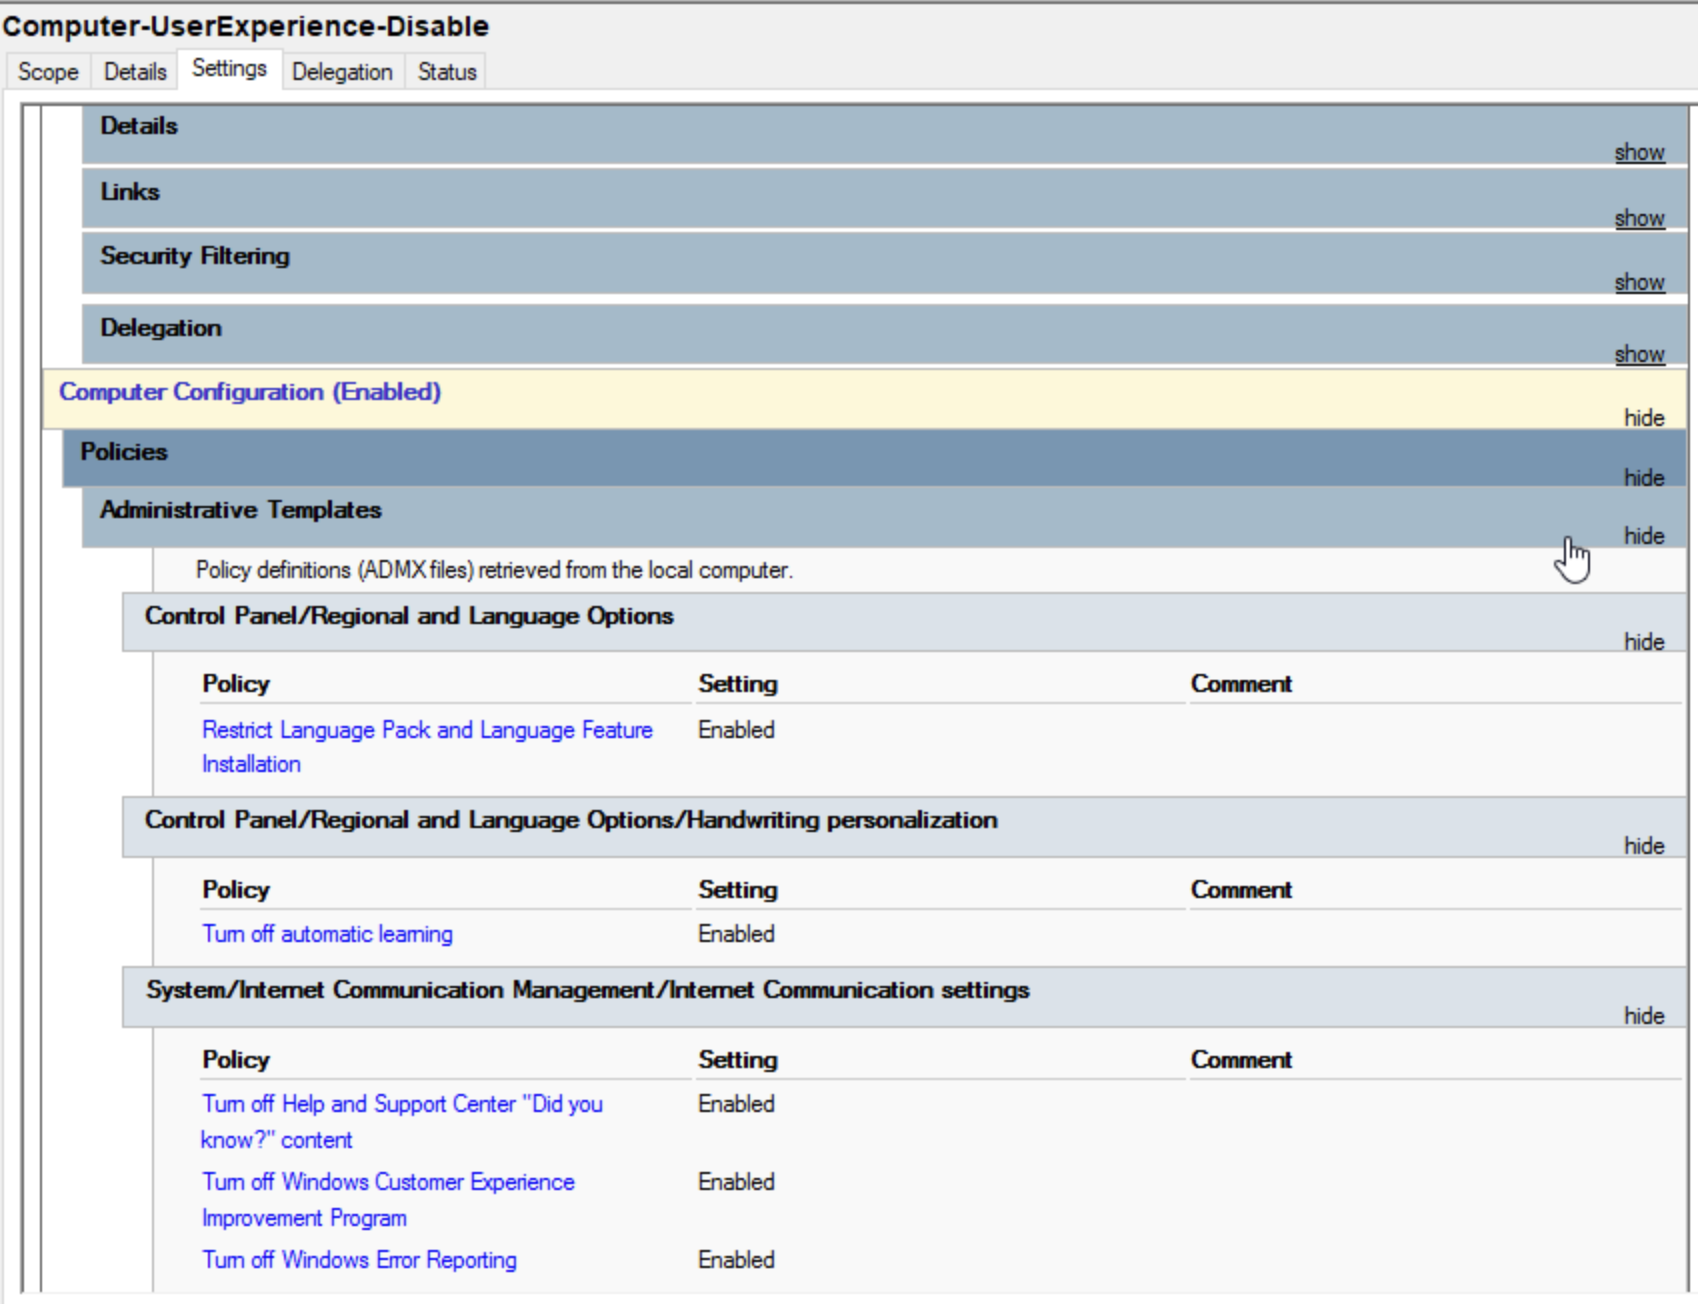 Computer-UserExperience-Disable
Scope Details Settings Delegation Status
Details
show
Links
show
Security Filtering
show
Delegation
show
Computer Configuration (Enabled)
hide
Policies
hide
Administrative Templates
hide
Policy definitions (ADMX files) retrieved from the local computer.
Control Panel/Regional and Language Options
hide
Policy Setting Comment
Restrict Language Pack and Language Feature Enabled
Installation
Control Panel/Regional and Language Options/Handwriting personalization
hide
Policy Setting Comment
Turn off automatic learning Enabled
System/Internet Communication Management/Internet Communication settings
hide
Policy Setting Comment
Turn off Help and Support Center "Did you Enabled
know?" content
Turn off Windows Customer Experience Enabled
Improvement Program
Turn off Windows Error Reporting Enabled